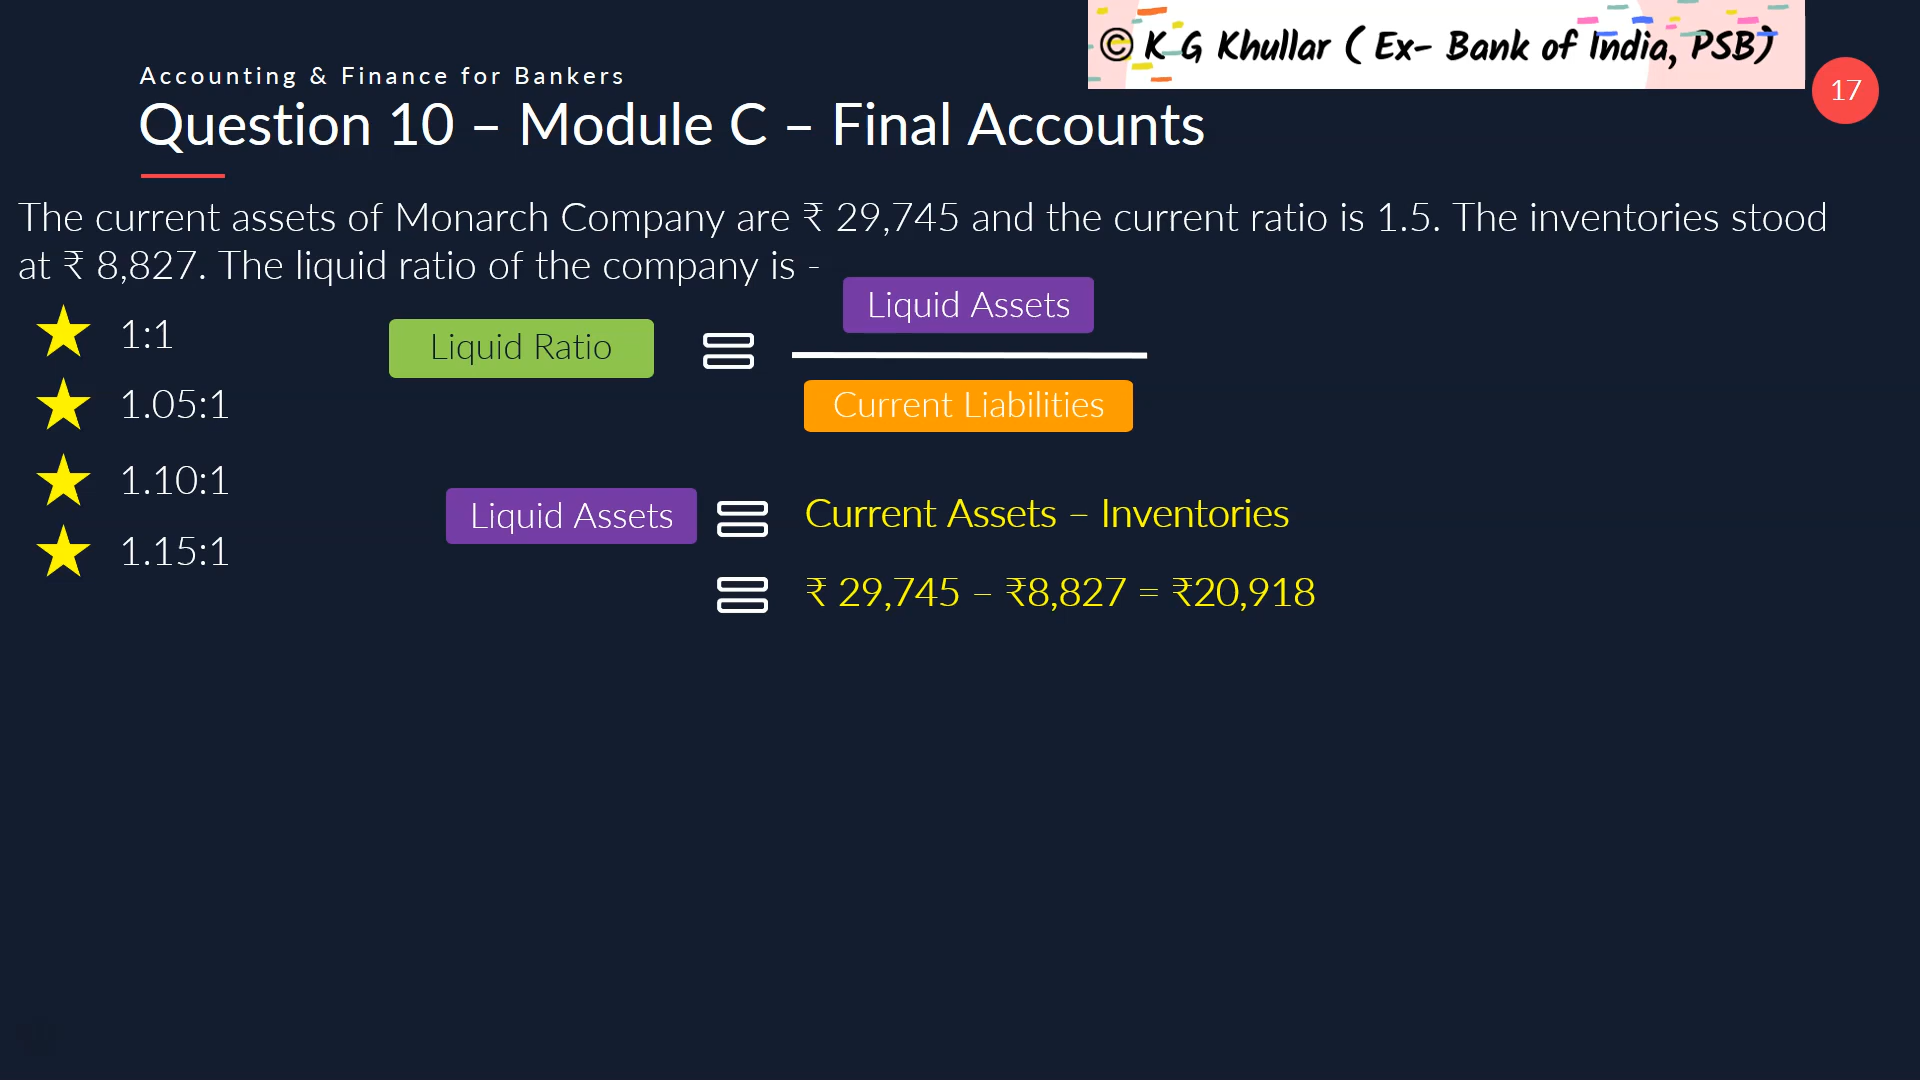 © K G Khullar ( Ex- Bank of India, PSB)
Accounting & Finance for Bankers
17
Question 10 – Module C – Final Accounts
The current assets of Monarch Company are ₹ 29,745 and the current ratio is 1.5. The inventories stood
at ₹ 8,827. The liquid ratio of the company is -
1:1
1.05:1
1.10:1
1.15:1
Liquid Ratio
Liquid Assets
Current Liabilities
Liquid Assets
Current Assets – Inventories
₹ 29,745 – ₹8,827 = ₹20,918